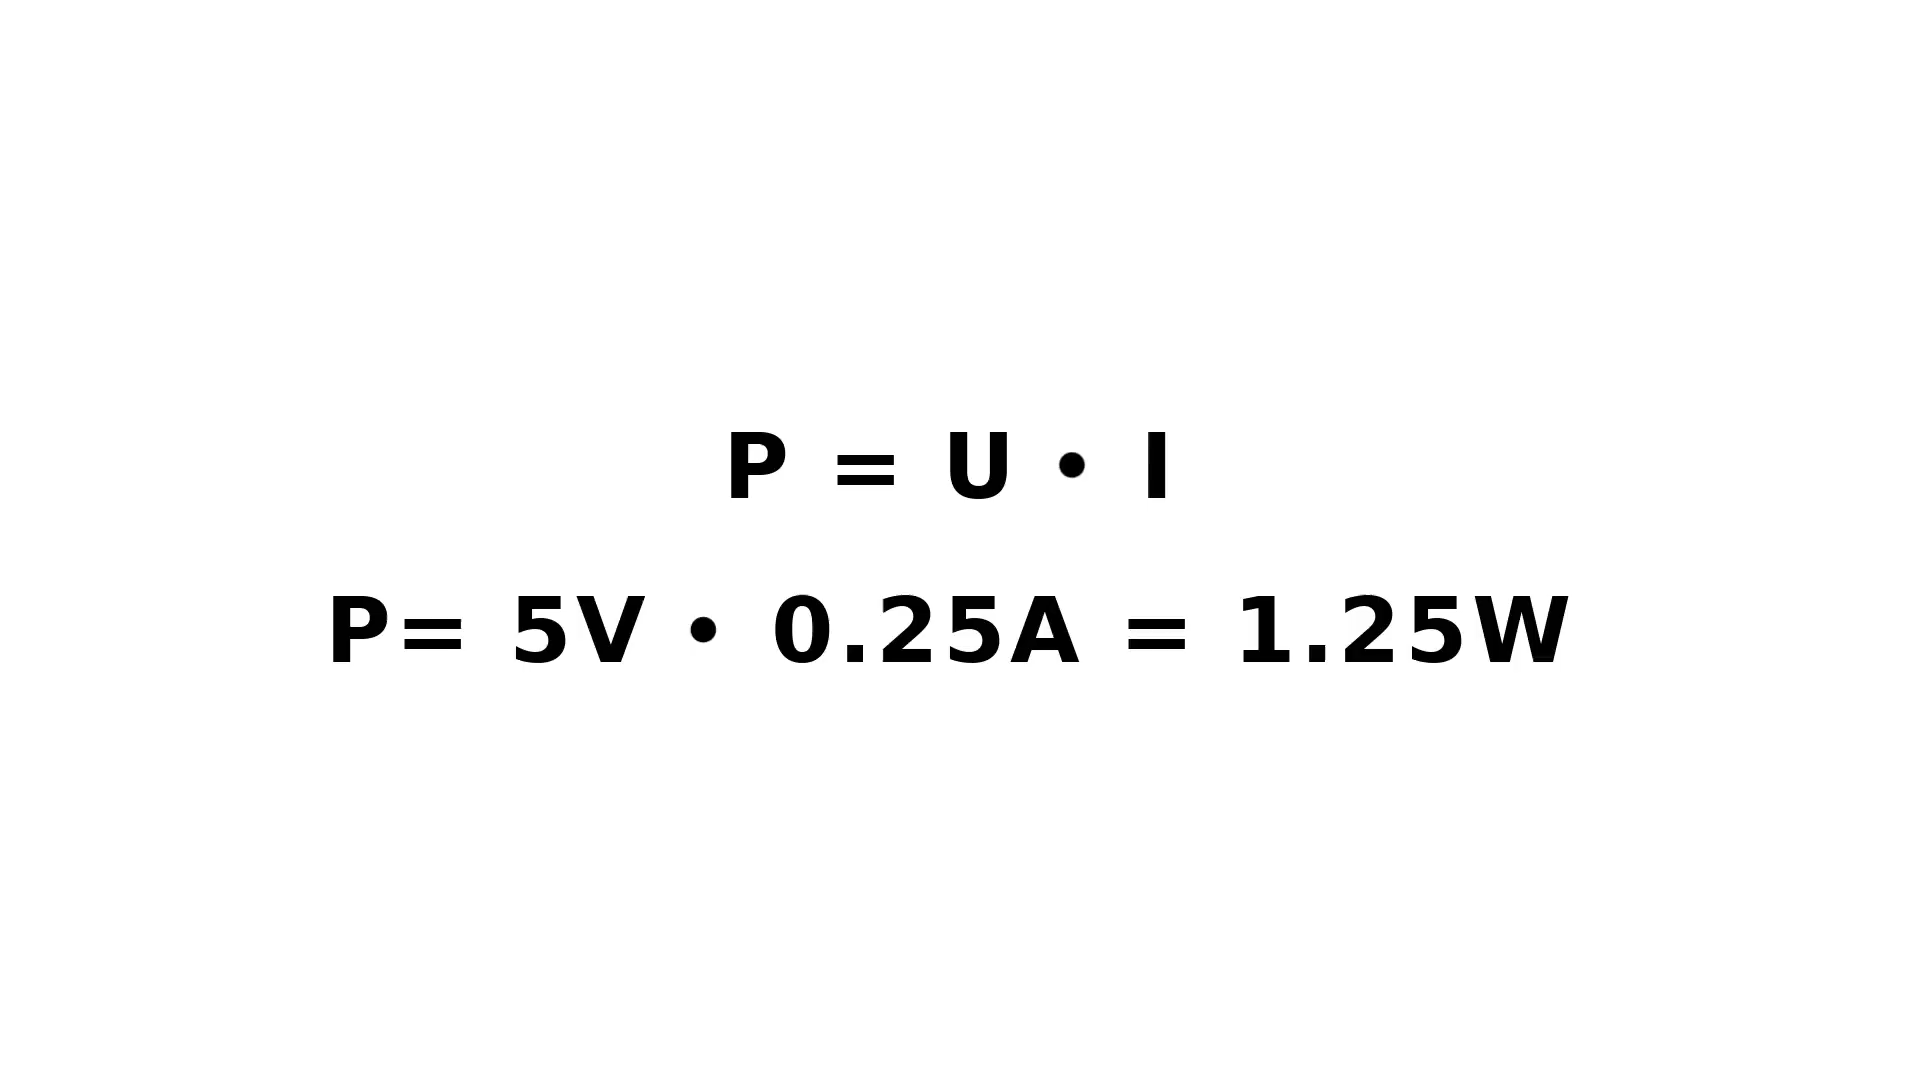 P = U • I
P= 5V • 0.25A = 1.25W